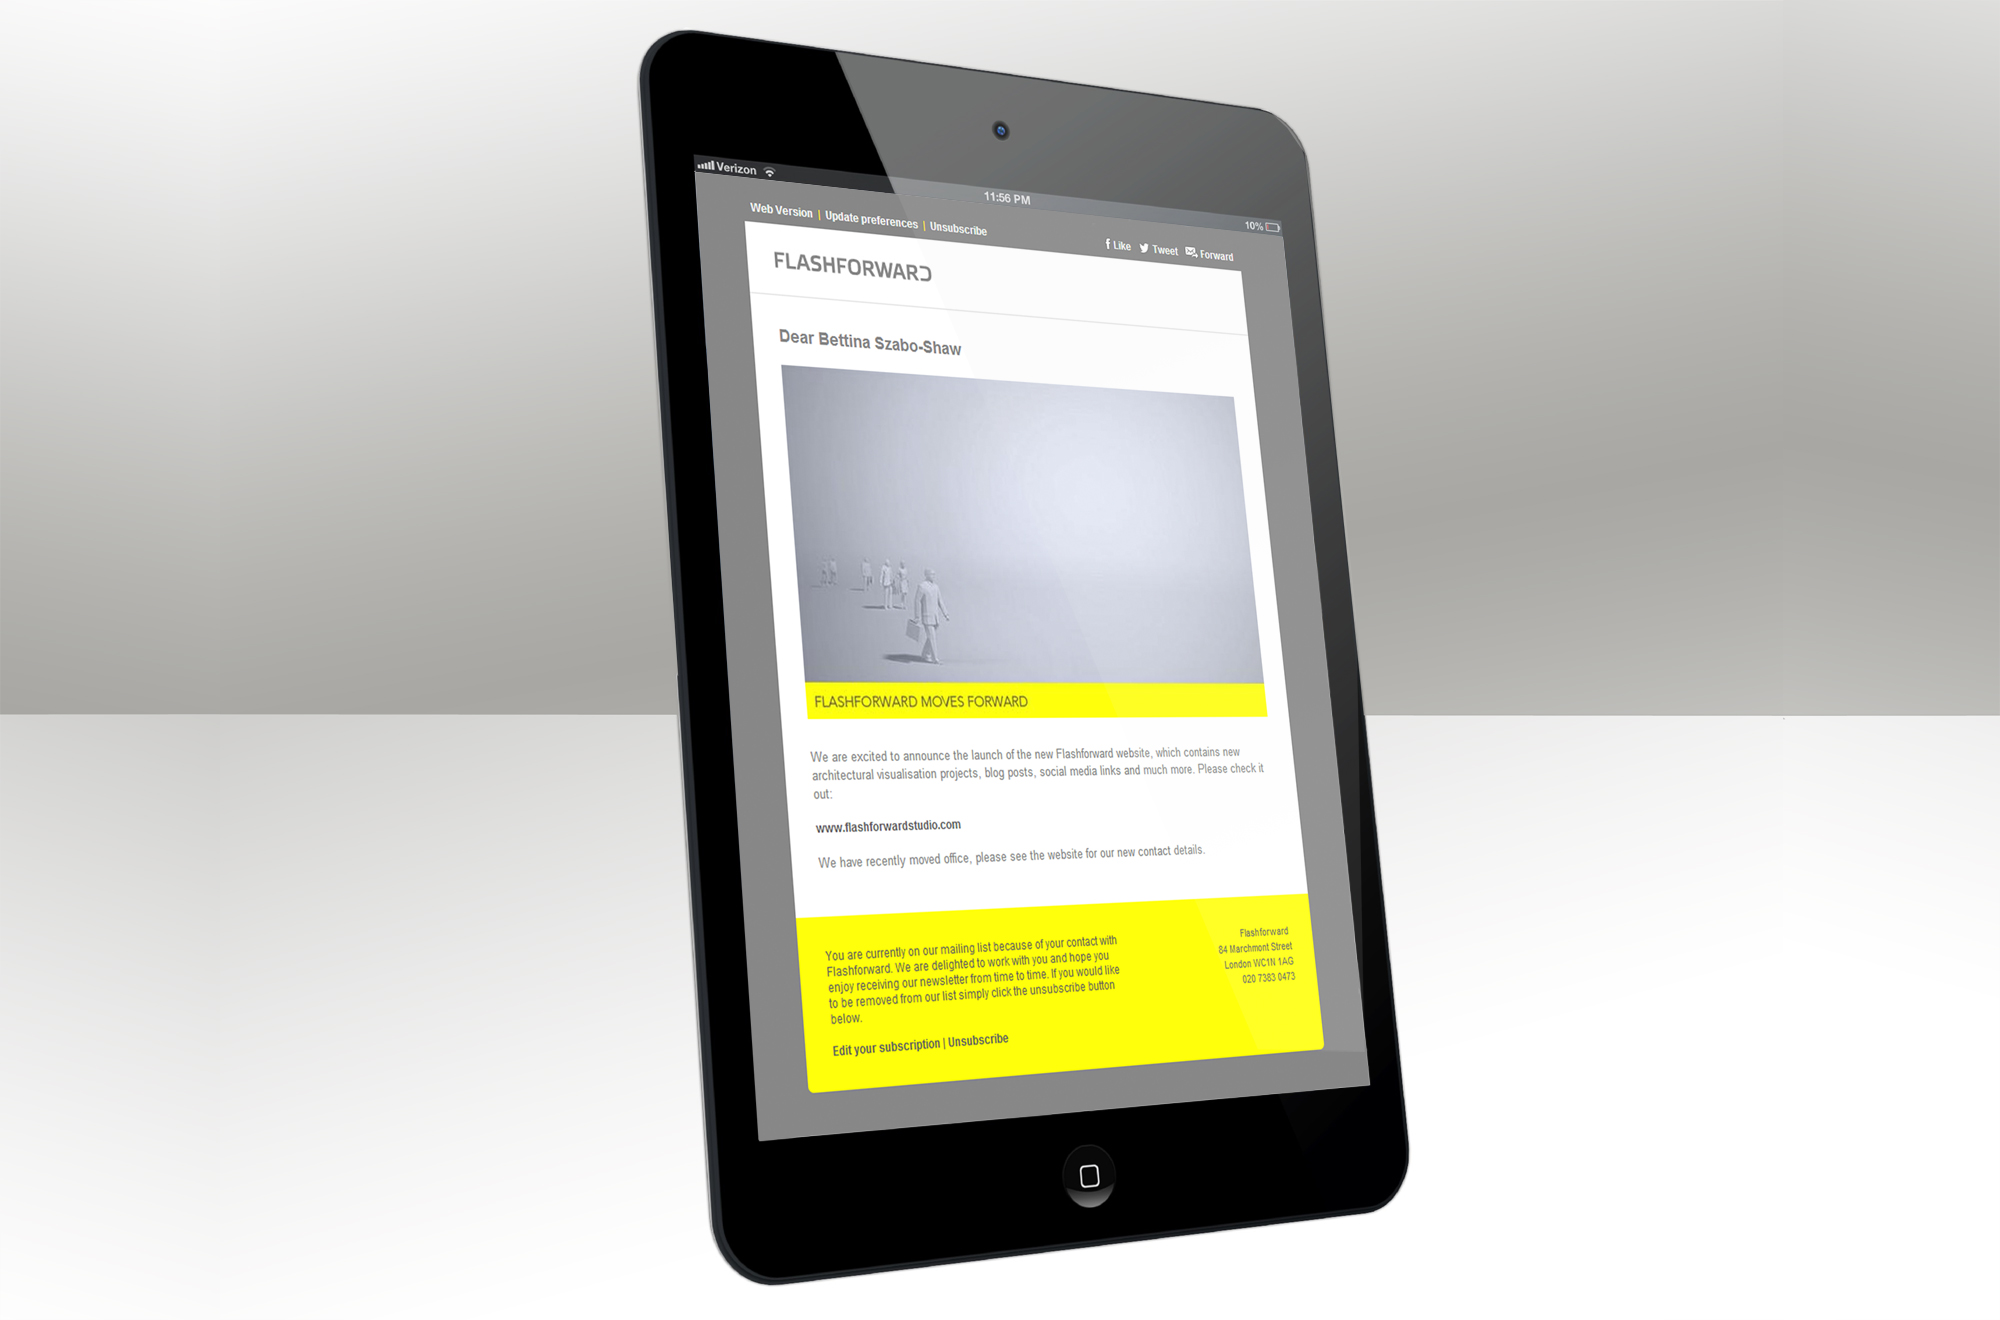 Verizon
11:56 PM
10%
Web Version | Update preferences | Unsubscribe
Like Tweet Forward
FLASHFORWARD
Dear Bettina Szabo-Shaw
FLASHFORWARD MOVES FORWARD
We are excited to announce the launch of the new Flashforward website, which contains new
architectural visualisation projects, blog posts, social media links and much more. Please check it
out:
www.flashforwardstudio.com
We have recently moved office, please see the website for our new contact details.
You are currently on our mailing list because of your contact with
Flashforward. We are delighted to work with you and hope you
enjoy receiving our newsletter from time to time. If you would like
to be removed from our list simply click the unsubscribe button
below.
Edit your subscription | Unsubscribe
Flashforward
84 Marchmont Street
London WC1N 1AG
020 7383 0473